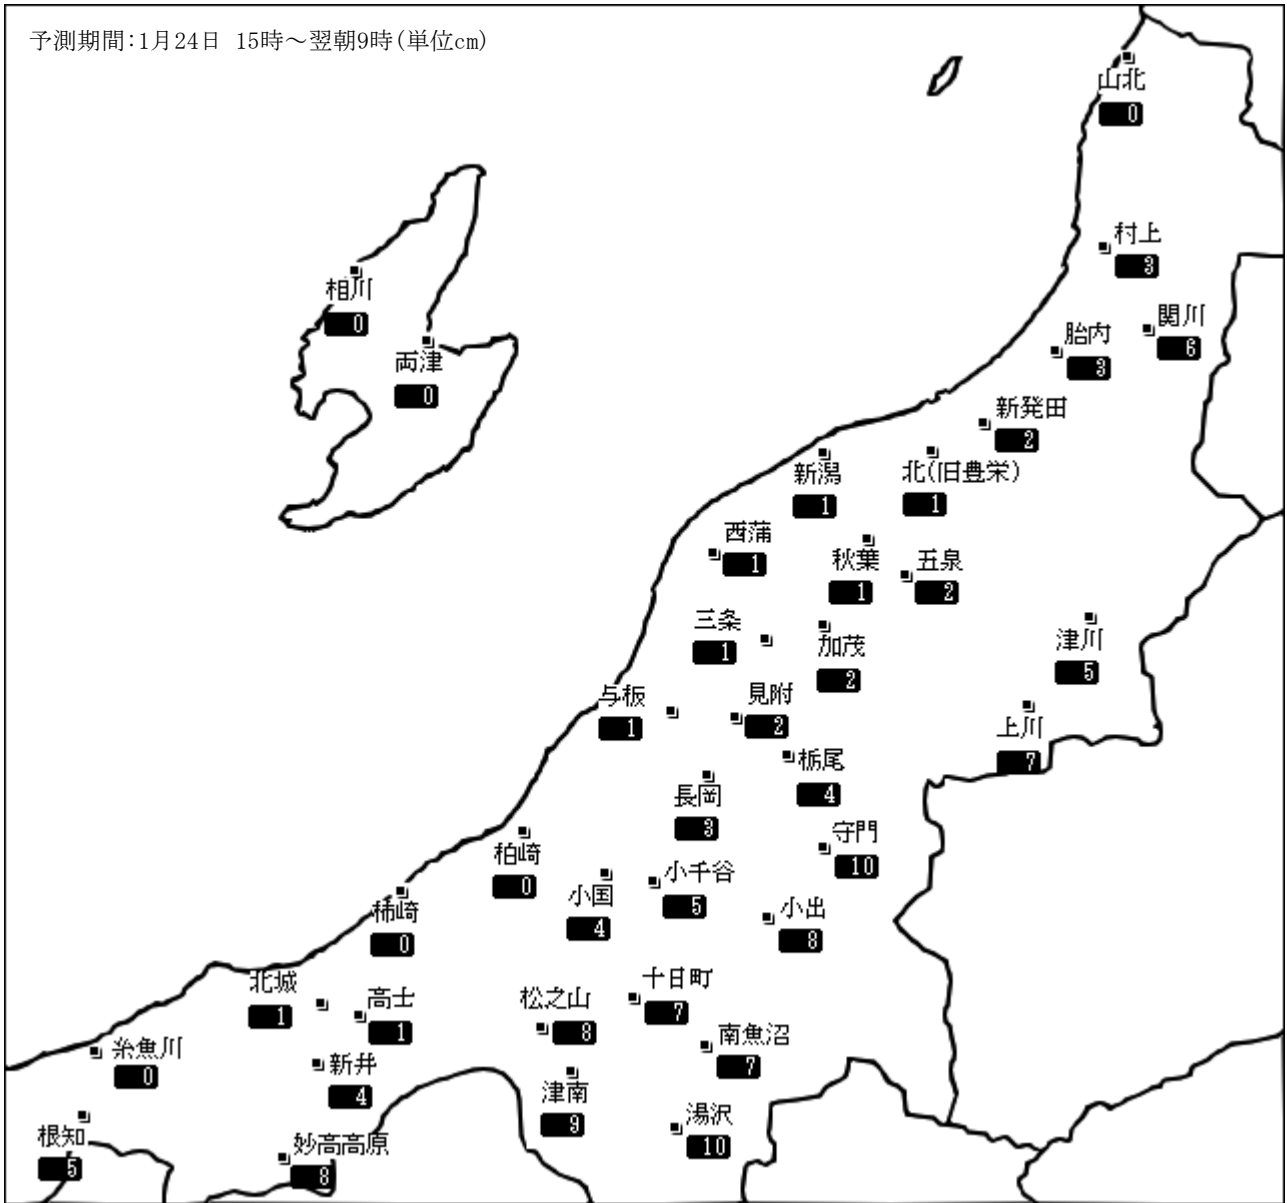 予測期間:1月24日 15時～翌朝9時(単位cm)
山北
0
村上
3
相川
0
関川
6
胎内
3
両津
0
新発田
2
新潟
1
北(旧豊栄)
1
西蒲
1
秋葉
1
五泉
2
三条
1
加茂
2
津川
5
与板
1
見附
2
上川
7
栃尾
4
長岡
3
守門
10
柏崎
0
小国
4
小千谷
5
小出
8
柿崎
0
北城
1
高士
1
松之山
8
十日町
7
南魚沼
7
糸魚川
0
新井
4
津南
9
湯沢
10
根知
5
妙高高原
8